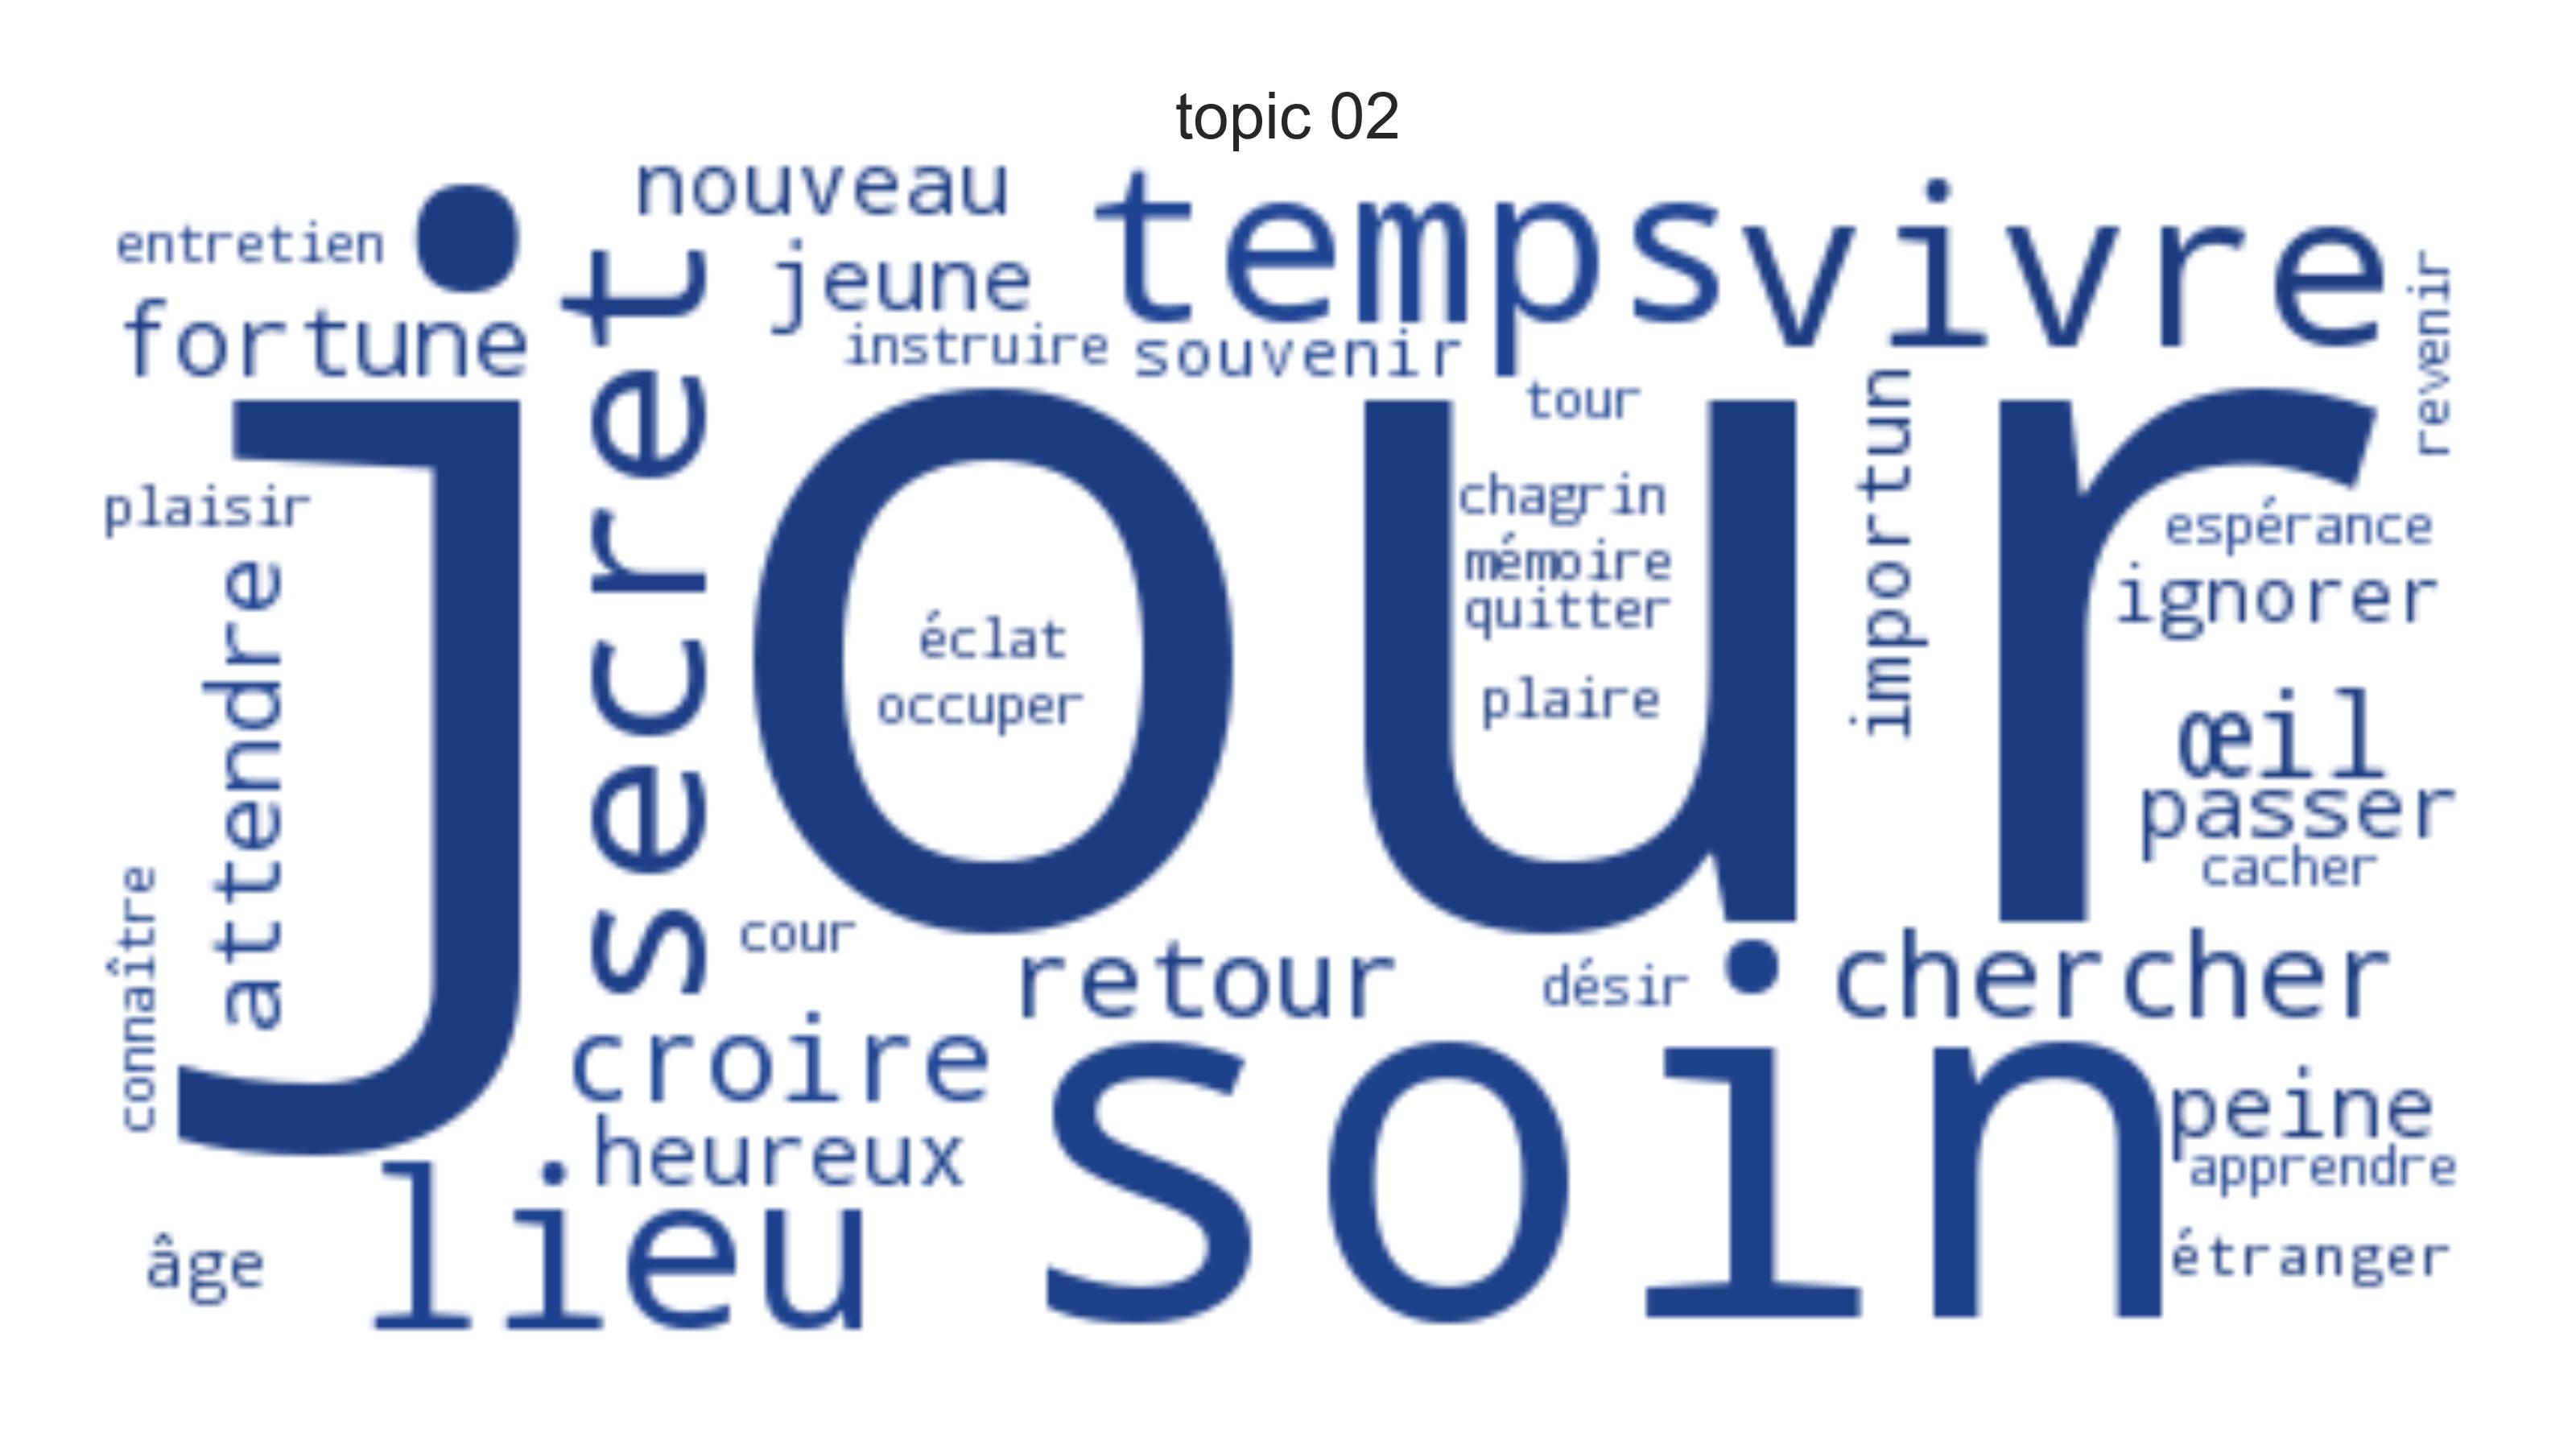 topic 02
nouveau
temps
vivre
entretien
jeune
fortune
secret
instruire
souvenir
revenir
jour
tour
plaisir
chagrin
importun
espérance
mémoire
ignorer
quitter
éclat
attendre
occuper
plaire
œil
passer
cacher
connaître
cour
retour
désir
chercher
croire
soin
peine
heureux
apprendre
lieu
âge
étranger